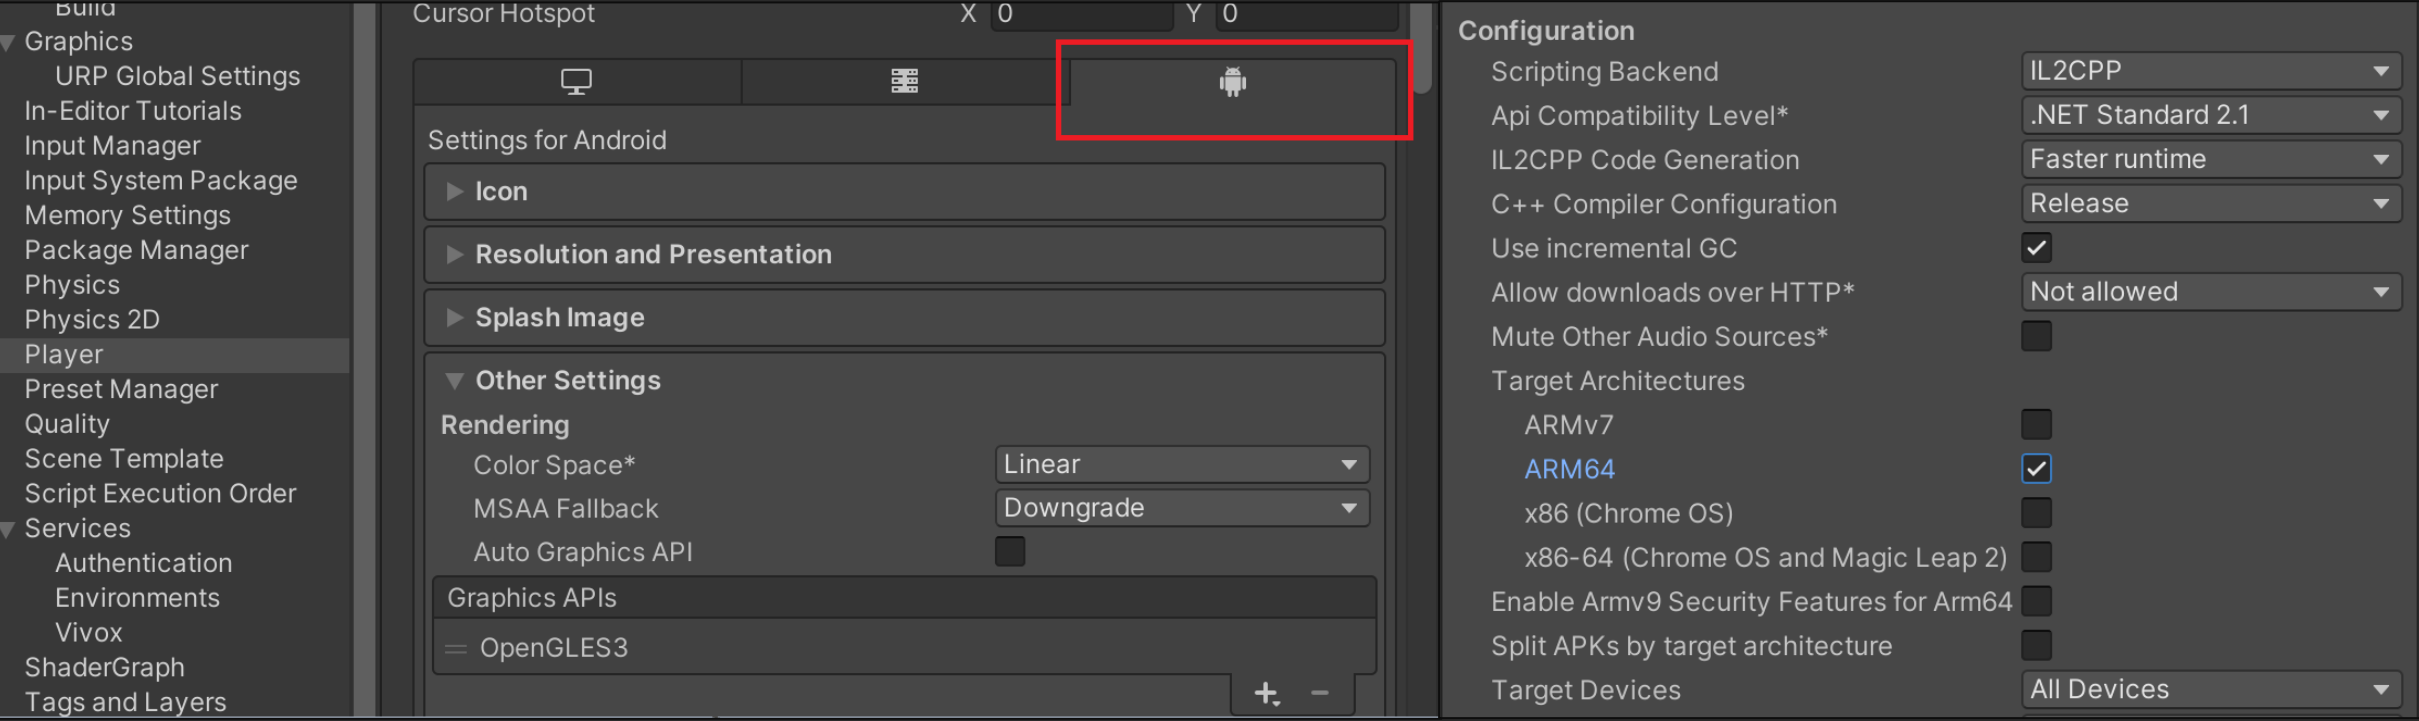 Build
Graphics
URP Global Settings
In-Editor Tutorials
Input Manager
Input System Package
Memory Settings
Package Manager
Physics
Physics 2D
Player
Preset Manager
Quality
Scene Template
Script Execution Order
Services
Authentication
Environments
Vivox
ShaderGraph
Tags and Layers
Cursor Hotspot X 0 Y 0
Settings for Android
Icon
Resolution and Presentation
Splash Image
Other Settings
Rendering
Color Space* Linear
MSAA Fallback Downgrade
Auto Graphics API
Graphics APIs
OpenGLES3
Configuration
Scripting Backend IL2CPP
Api Compatibility Level* .NET Standard 2.1
IL2CPP Code Generation Faster runtime
C++ Compiler Configuration Release
Use incremental GC
Allow downloads over HTTP* Not allowed
Mute Other Audio Sources*
Target Architectures
ARMv7
ARM64
x86 (Chrome OS)
x86-64 (Chrome OS and Magic Leap 2)
Enable Armv9 Security Features for Arm64
Split APKs by target architecture
Target Devices All Devices